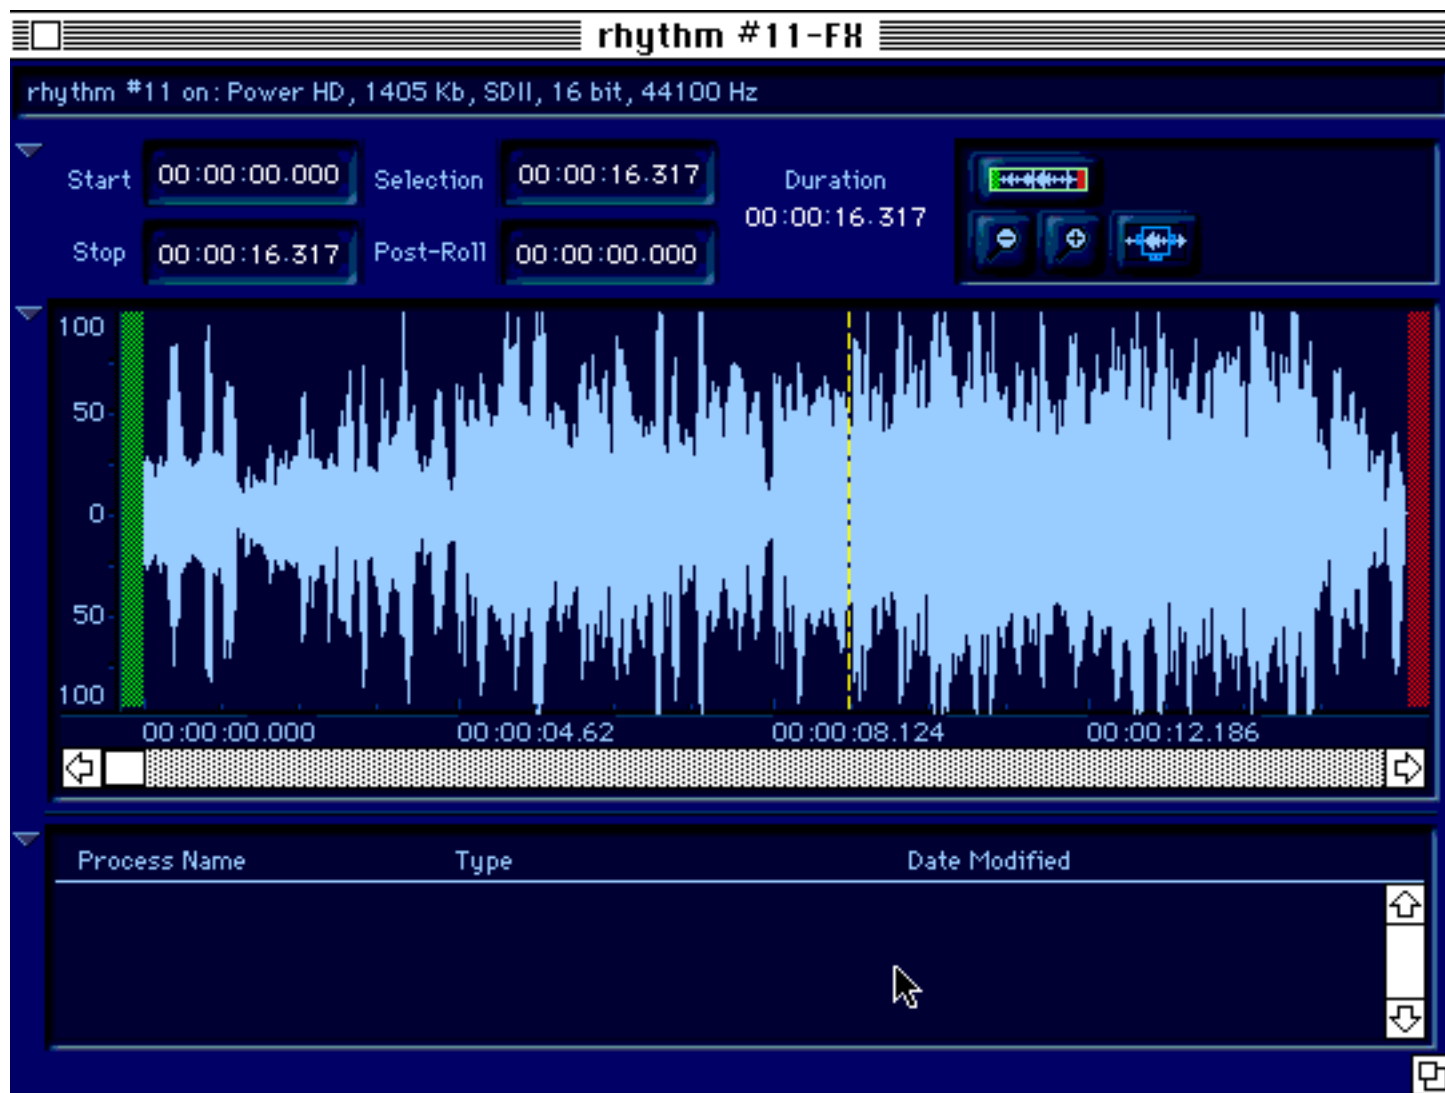 rhythm #11-FX
rhythm #11 on: Power HD, 1405 Kb, SDII, 16 bit, 44100 Hz
Start 00:00:00.000 Selection 00:00:16.317 Duration
00:00:16.317
Stop 00:00:16.317 Post-Roll 00:00:00.000
100
50
0
50
100
00:00:00.000 00:00:04.62 00:00:08.124 00:00:12.186
Process Name Type Date Modified